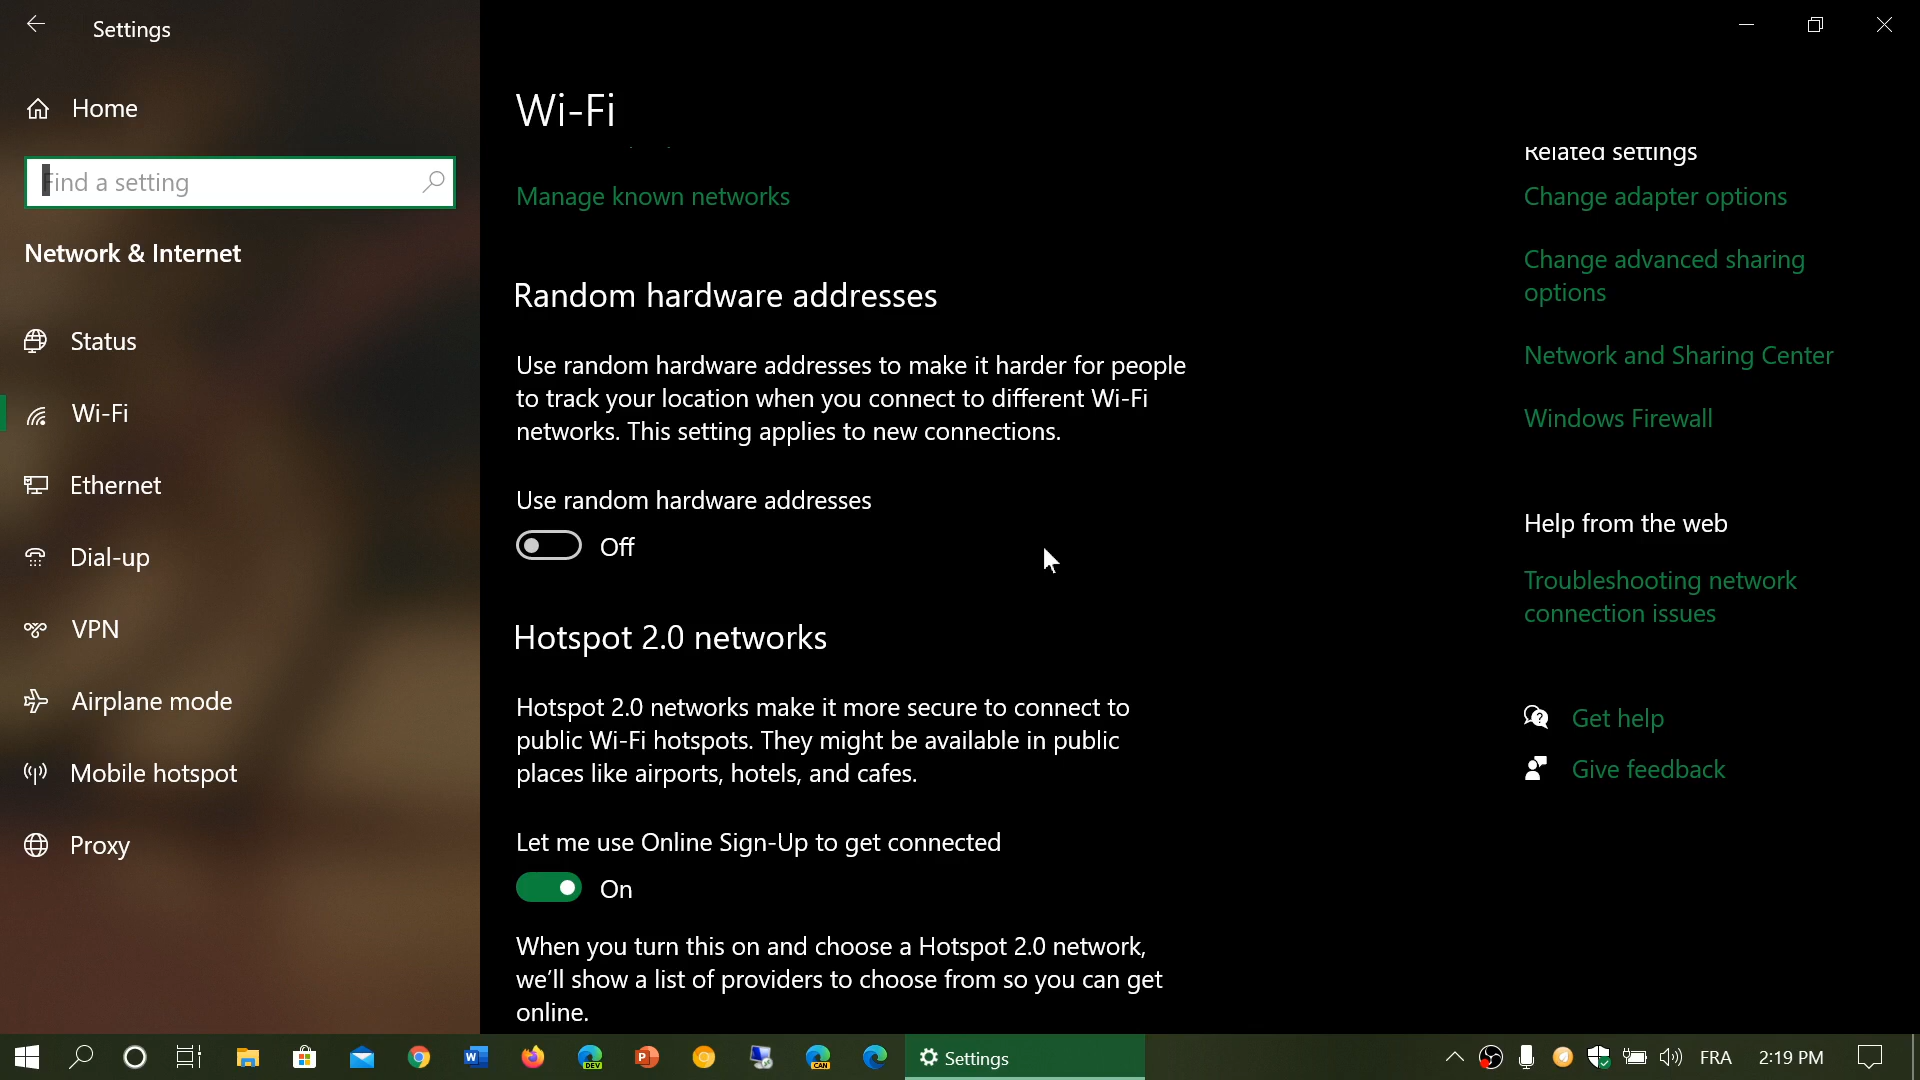 Settings
Home
Find a setting
Network & Internet
Status
Wi-Fi
Ethernet
Dial-up
VPN
Airplane mode
Mobile hotspot
Proxy
Wi-Fi
Manage known networks
Random hardware addresses
Use random hardware addresses to make it harder for people
to track your location when you connect to different Wi-Fi
networks. This setting applies to new connections.
Use random hardware addresses
Off
Hotspot 2.0 networks
Hotspot 2.0 networks make it more secure to connect to
public Wi-Fi hotspots. They might be available in public
places like airports, hotels, and cafes.
Let me use Online Sign-Up to get connected
On
When you turn this on and choose a Hotspot 2.0 network,
we'll show a list of providers to choose from so you can get
online.
Related settings
Change adapter options
Change advanced sharing
options
Network and Sharing Center
Windows Firewall
Help from the web
Troubleshooting network
connection issues
Get help
Give feedback
W
DEV
P
CAN
Settings
FRA
2:19 PM